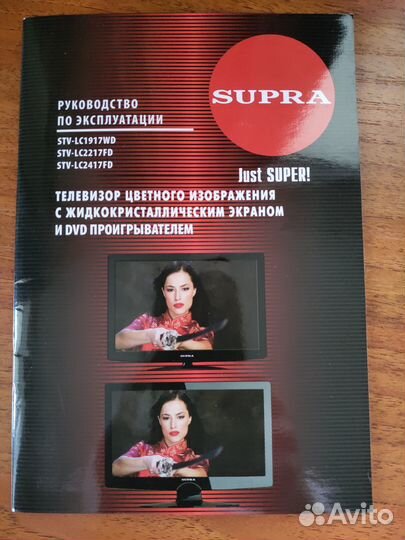 SUPRA
РУКОВОДСТВО
ПО ЭКСПЛУАТАЦИИ
STV-LC1917WD
STV-LC2217FD
STV-LC2417FD
Just SUPER!
ТЕЛЕВИЗОР ЦВЕТНОГО ИЗОБРАЖЕНИЯ
С ЖИДКОКРИСТАЛЛИЧЕСКИМ ЭКРАНОМ
И DVD ПРОИГРЫВАТЕЛЕМ
SUPRA
SUPRA
Avito